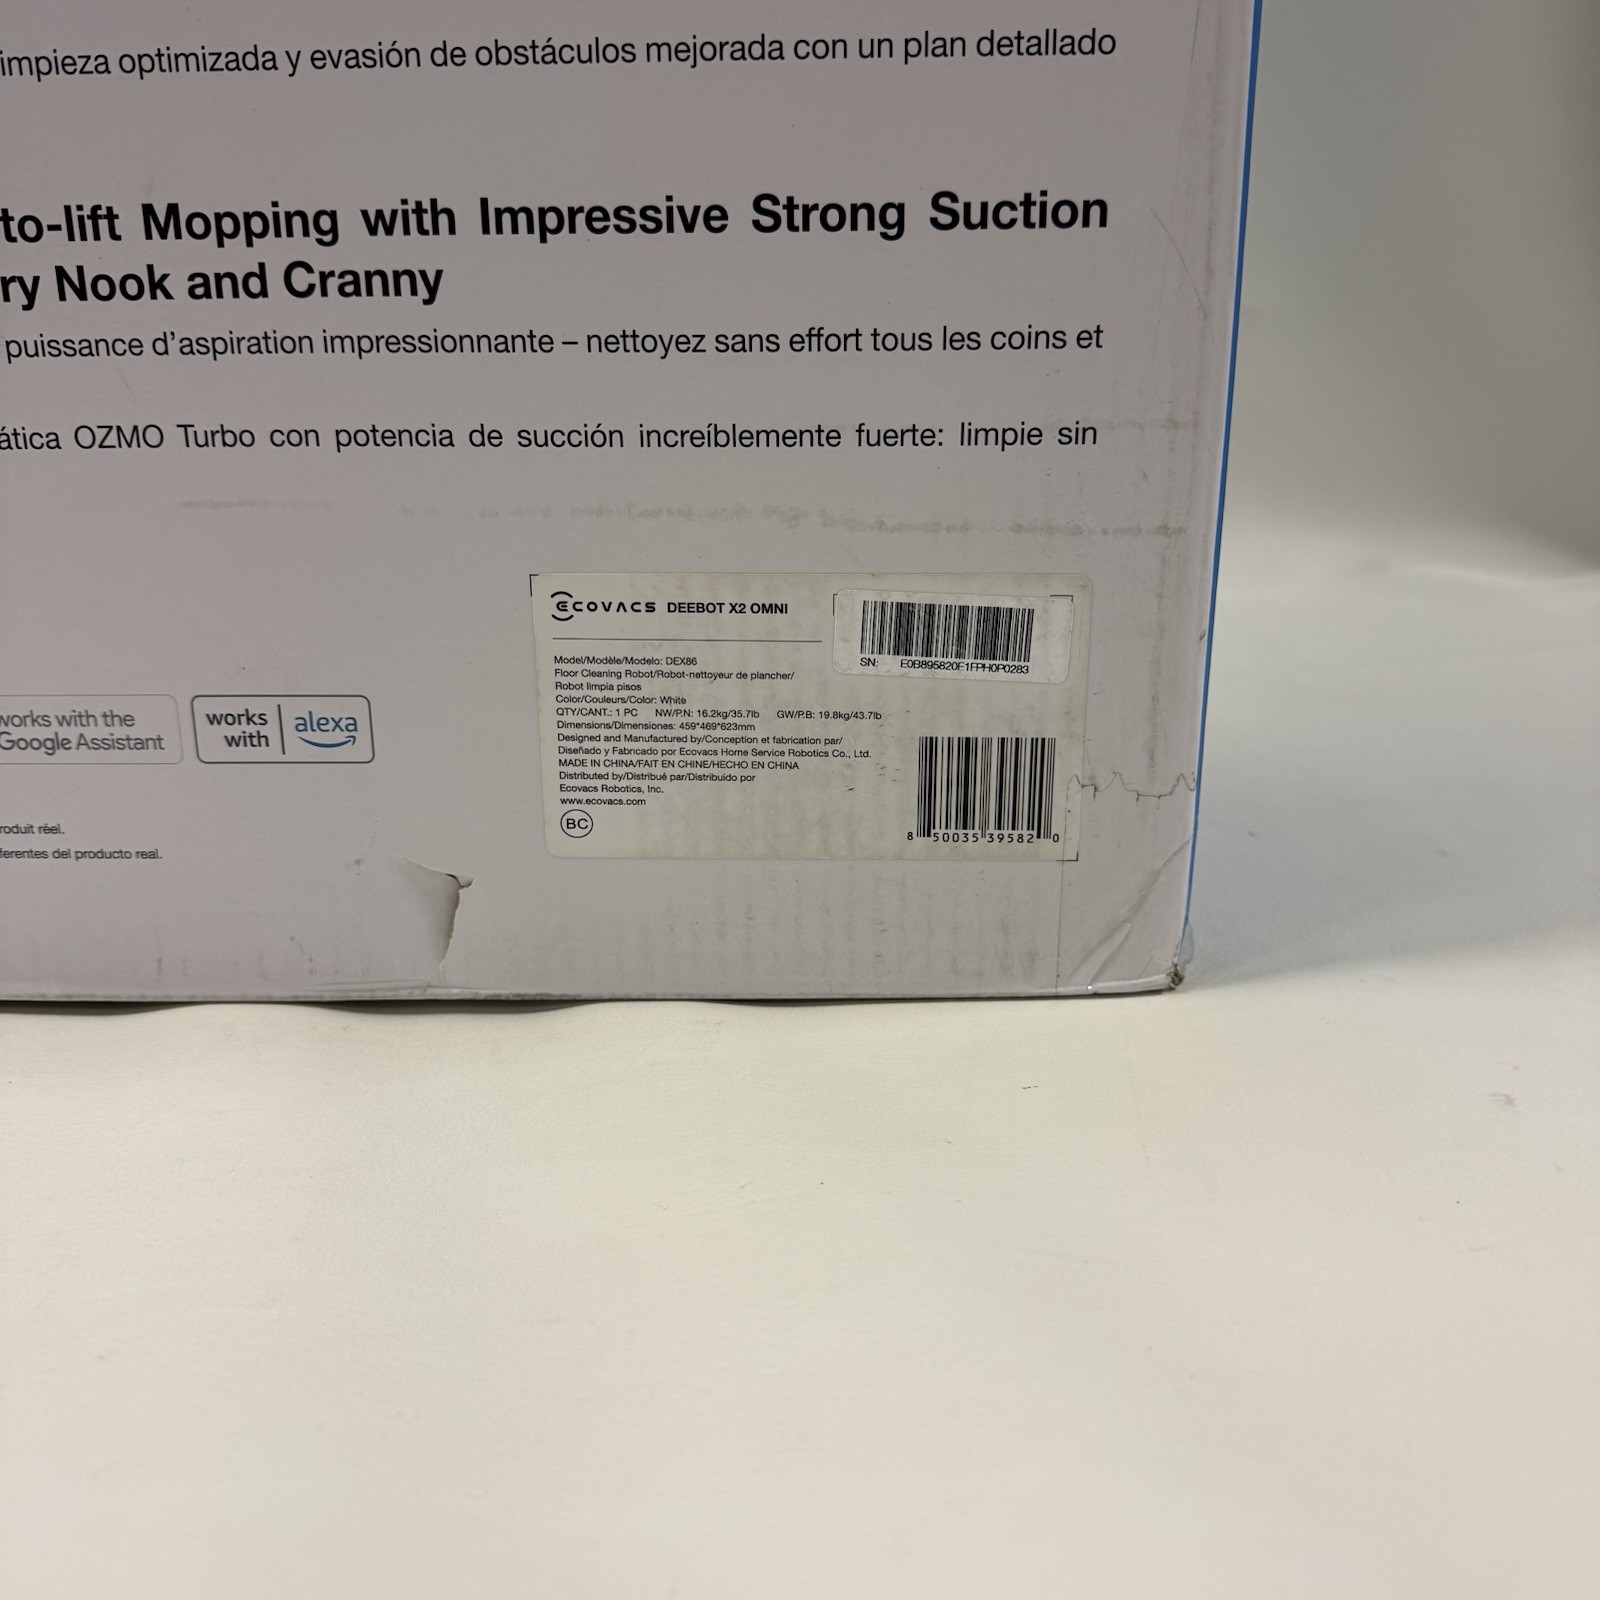 impieza optimizada y evasión de obstáculos mejorada con un plan detallado
to-lift Mopping with Impressive Strong Suction
ry Nook and Cranny
puissance d'aspiration impressionnante – nettoyez sans effort tous les coins et
ática OZMO Turbo con potencia de succión increíblemente fuerte: limpie sin
ECOVACS DEEBOT X2 OMNI
SN: E0B895820F1FPH0P0283
Model/Modèle/Modelo: DEX86
Floor Cleaning Robot/Robot-nettoyeur de plancher/
Robot limpia pisos
Color/Couleurs/Color: White
QTY/CANT.: 1 PC NW/P.N: 16.2kg/35.7lb GW/P.B: 19.8kg/43.7lb
Dimensions/Dimensiones: 459*469*623mm
Designed and Manufactured by/Conception et fabrication par/
Diseñado y Fabricado por Ecovacs Home Service Robotics Co., Ltd.
MADE IN CHINA/FAIT EN CHINE/HECHO EN CHINA
Distributed by/Distribué par/Distribuido por
Ecovacs Robotics, Inc.
www.ecovacs.com
BC
8 50035 39582 0
works with the
Google Assistant
works with alexa
roduit réel.
ferentes del producto real.